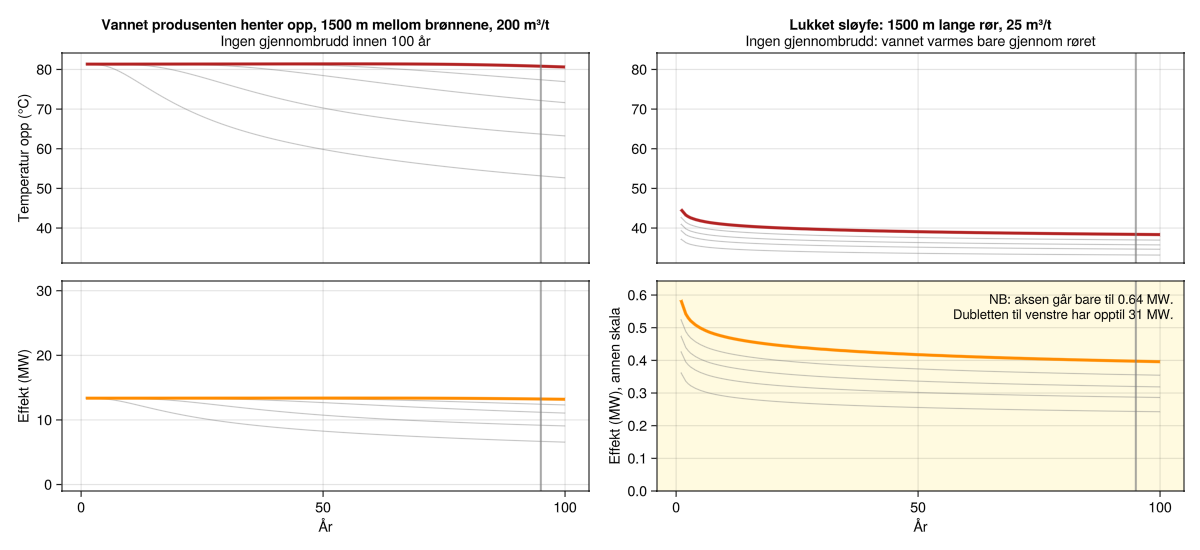 Vannet produsenten henter opp, 1500 m mellom brønnene, 200 m³/t
Ingen gjennombrudd innen 100 år
Temperatur opp (°C)
80
70
60
50
40
Lukket sløyfe: 1500 m lange rør, 25 m³/t
Ingen gjennombrudd: vannet varmes bare gjennom røret
80
70
60
50
40
Effekt (MW)
30
20
10
0
0
50
100
År
Effekt (MW), annen skala
0.6
0.5
0.4
0.3
0.2
0.1
0.0
NB: aksen går bare til 0.64 MW.
Dubletten til venstre har opptil 31 MW.
0
50
100
År